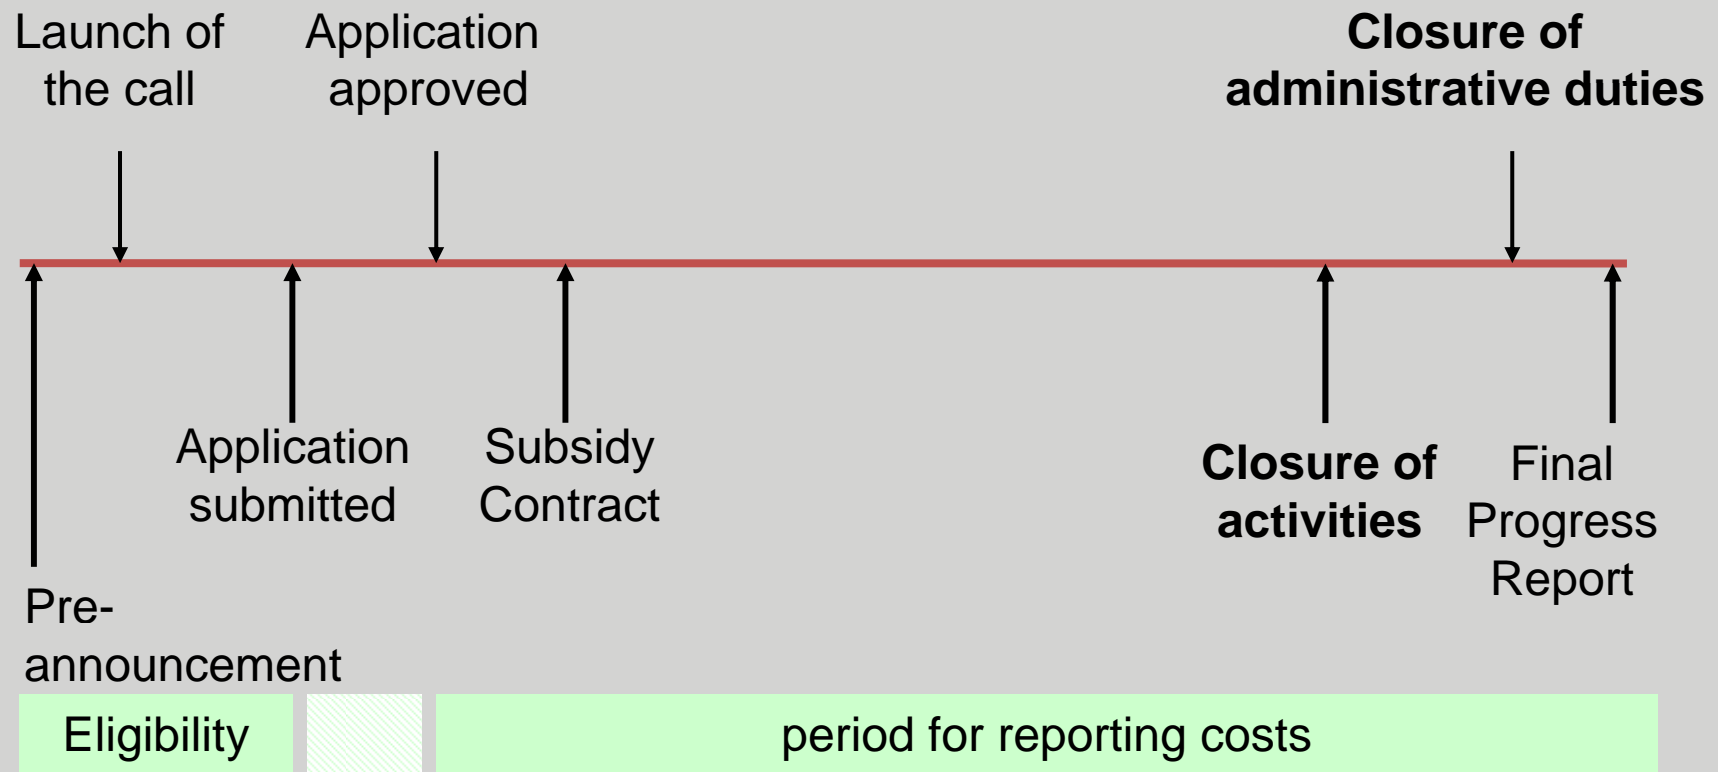 Launch of
the call
Application
approved
Closure of
administrative duties
Application
submitted
Subsidy
Contract
Closure of
activities
Final
Progress
Report
Pre-
announcement
Eligibility
period for reporting costs